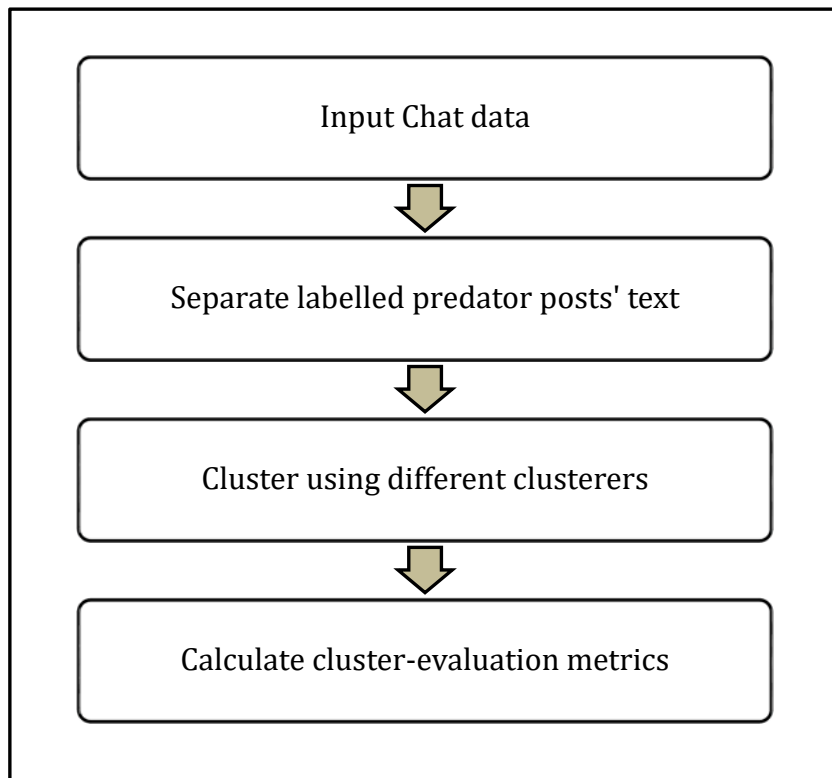 Input Chat data
Separate labelled predator posts' text
Cluster using different clusterers
Calculate cluster-evaluation metrics